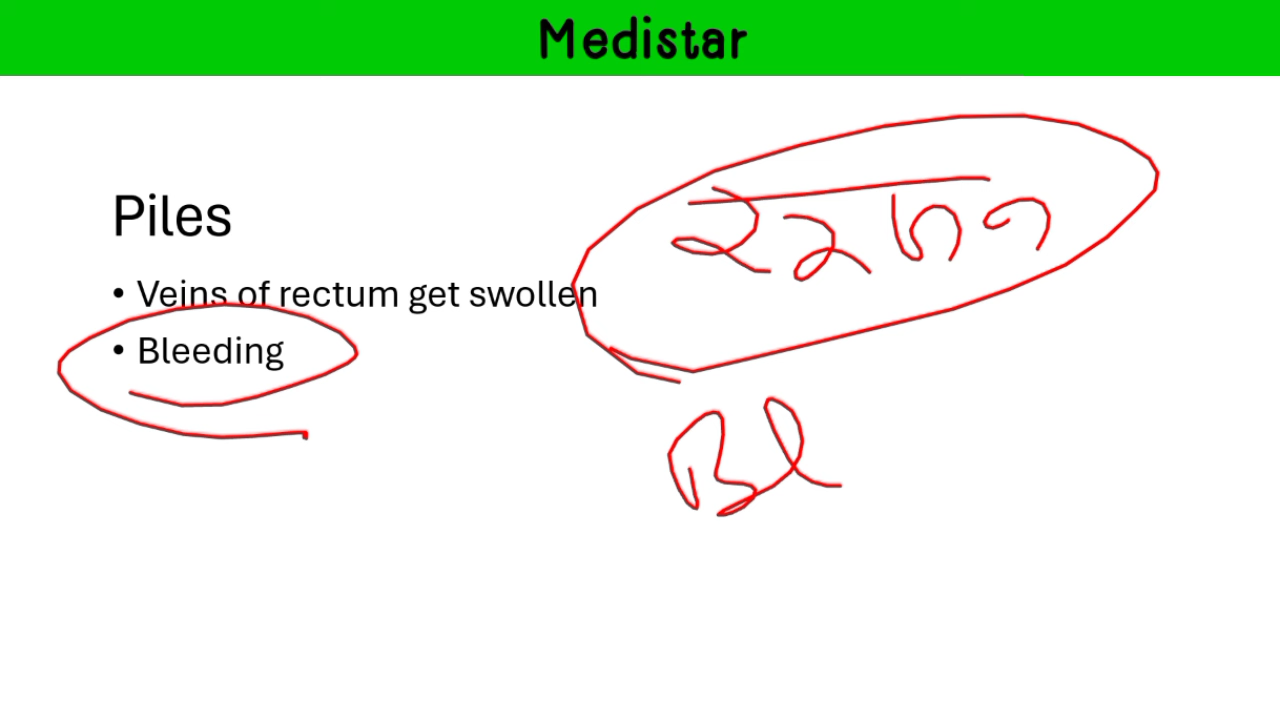 Medistar
Piles
• Veins of rectum get swollen
• Bleeding
Bl